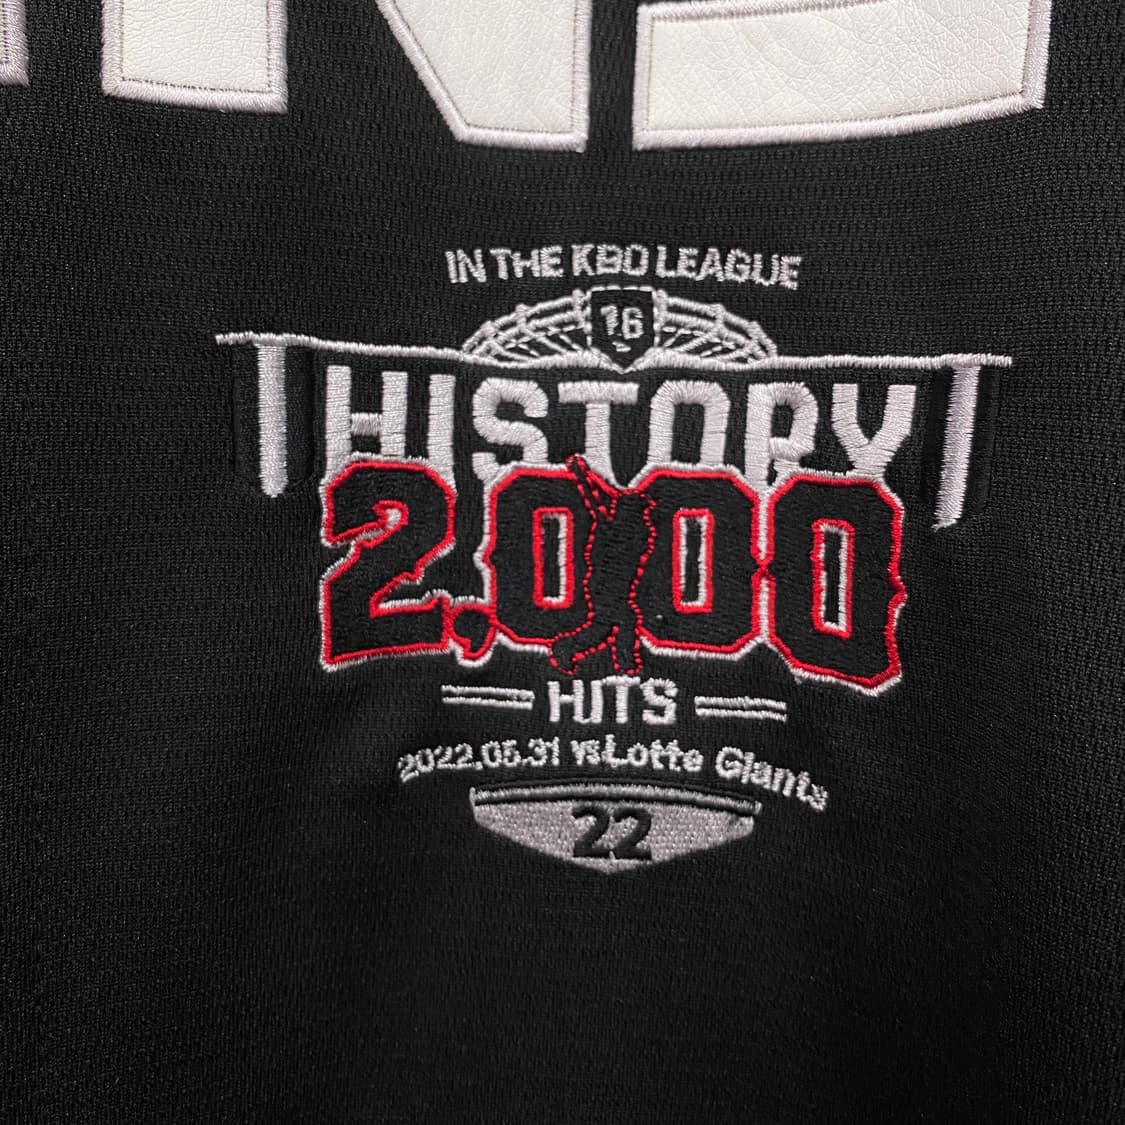 IN THE KBO LEAGUE
16
HISTORY
2,000
HITS
2022.05.31 vs Lotte Giants
22